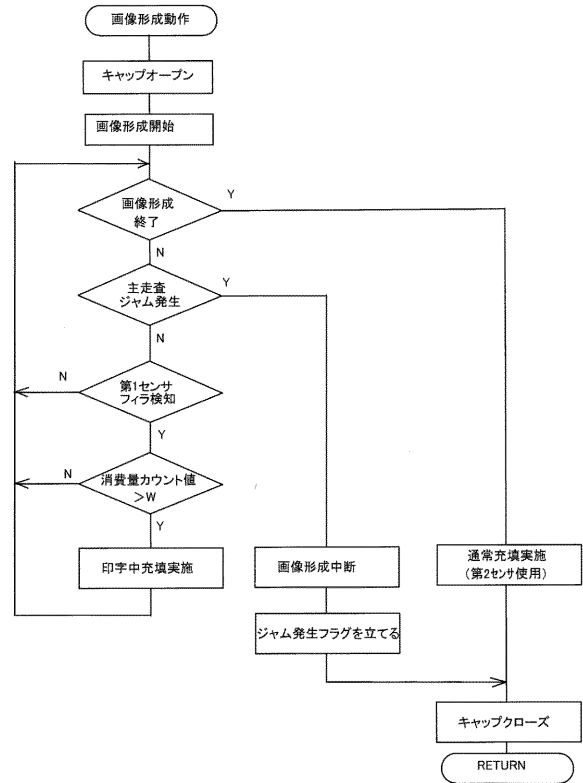 画像形成動作
キャップオープン
画像形成開始
画像形成
終了
Y
N
主走査
ジャム発生
Y
N
第1センサ
フィラ検知
N
Y
消費量カウント値
>W
N
Y
印字中充填実施
画像形成中断
ジャム発生フラグを立てる
通常充填実施
(第2センサ使用)
キャップクローズ
RETURN